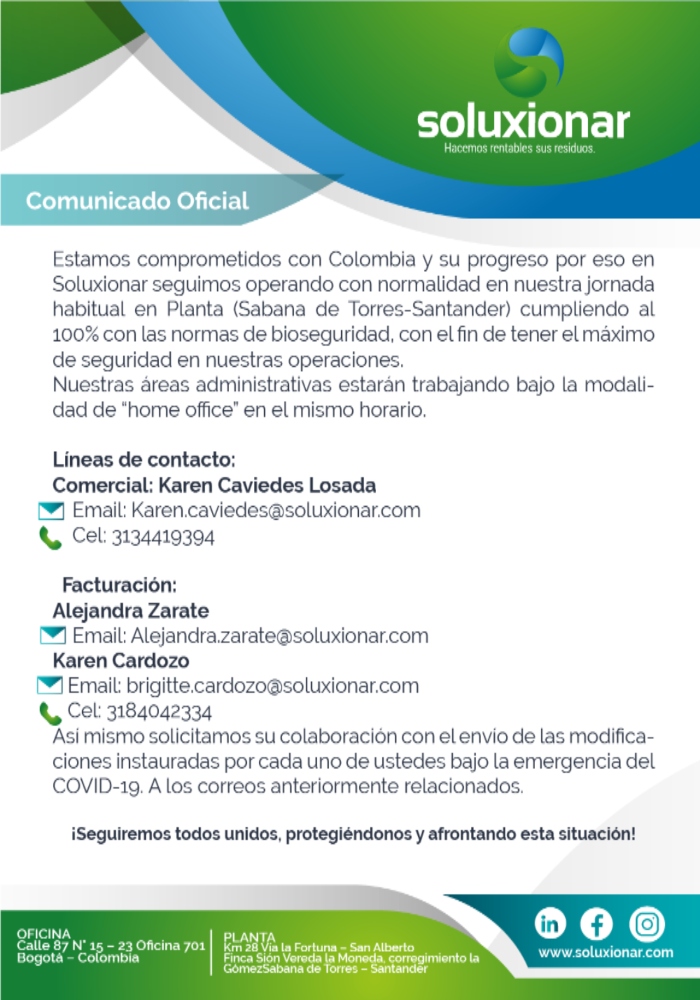 soluxionar
Hacemos rentables sus residuos.
Comunicado Oficial
Estamos comprometidos con Colombia y su progreso por eso en
Soluxionar seguimos operando con normalidad en nuestra jornada
habitual en Planta (Sabana de Torres-Santander) cumpliendo al
100% con las normas de bioseguridad, con el fin de tener el máximo
de seguridad en nuestras operaciones.
Nuestras áreas administrativas estarán trabajando bajo la modali-
dad de “home office” en el mismo horario.
Líneas de contacto:
Comercial: Karen Caviedes Losada
Email: Karen.caviedes@soluxionar.com
Cel: 3134419394
Facturación:
Alejandra Zarate
Email: Alejandra.zarate@soluxionar.com
Karen Cardozo
Email: brigitte.cardozo@soluxionar.com
Cel: 3184042334
Así mismo solicitamos su colaboración con el envío de las modifica-
ciones instauradas por cada uno de ustedes bajo la emergencia del
COVID-19. A los correos anteriormente relacionados.
¡Seguiremos todos unidos, protegiéndonos y afrontando esta situación!
OFICINA
Calle 87 N° 15 – 23 Oficina 701
Bogotá – Colombia
PLANTA
Km 28 Vía la Fortuna – San Alberto
Finca Sión Vereda la Moneda, corregimiento la
GómezSabana de Torres – Santander
in f
www.soluxionar.com